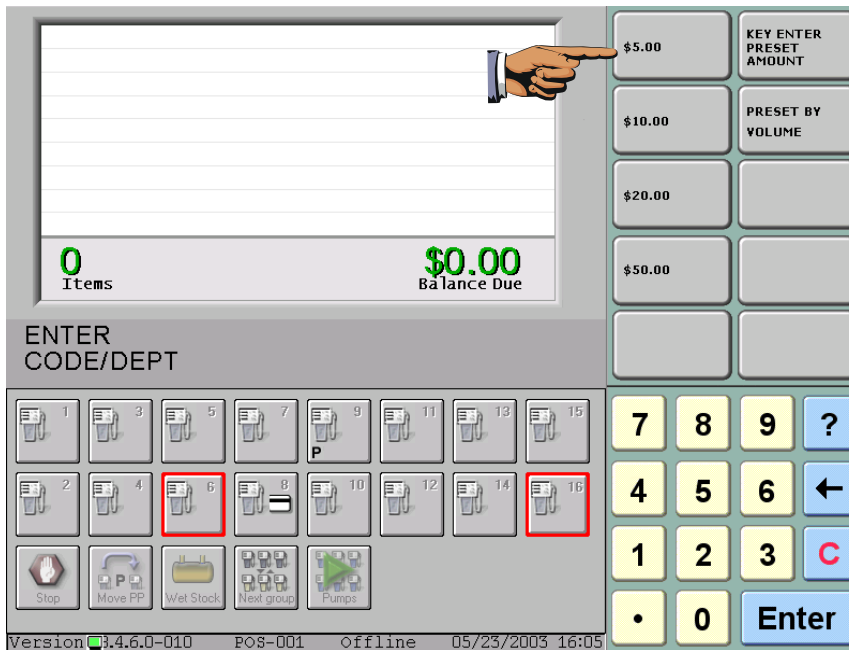 $5.00
KEY ENTER
PRESET
AMOUNT
$10.00
PRESET BY
VOLUME
$20.00
$50.00
0
Items
$0.00
Balance Due
ENTER
CODE/DEPT
1 3 5 7 9 11 13 15
P
2 4 6 8 10 12 14 16
Stop
P
Move PP
Wet Stock
Next group
Pumps
7 8 9 ?
4 5 6 ←
1 2 3 C
• 0 Enter
Version 3.4.6.0-010 POS-001 Offline 05/23/2003 16:05